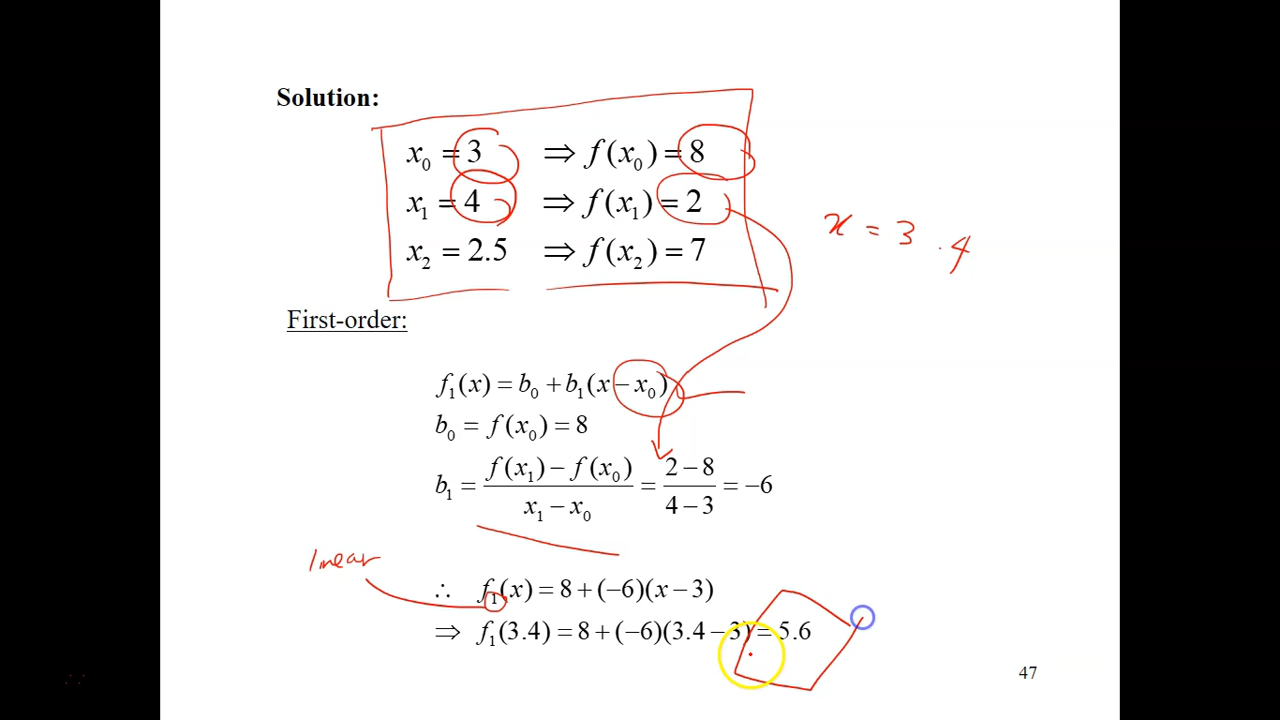 Solution:
x₀ = 3 ⇒ f(x₀) = 8
x₁ = 4 ⇒ f(x₁) = 2
x₂ = 2.5 ⇒ f(x₂) = 7
x = 3.4
First-order:
f₁(x) = b₀ + b₁(x − x₀)
b₀ = f(x₀) = 8
b₁ = (f(x₁) − f(x₀))/(x₁ − x₀) = (2 − 8)/(4 − 3) = −6
linear
∴ f₁(x) = 8 + (−6)(x − 3)
⇒ f₁(3.4) = 8 + (−6)(3.4 − 3) = 5.6
47